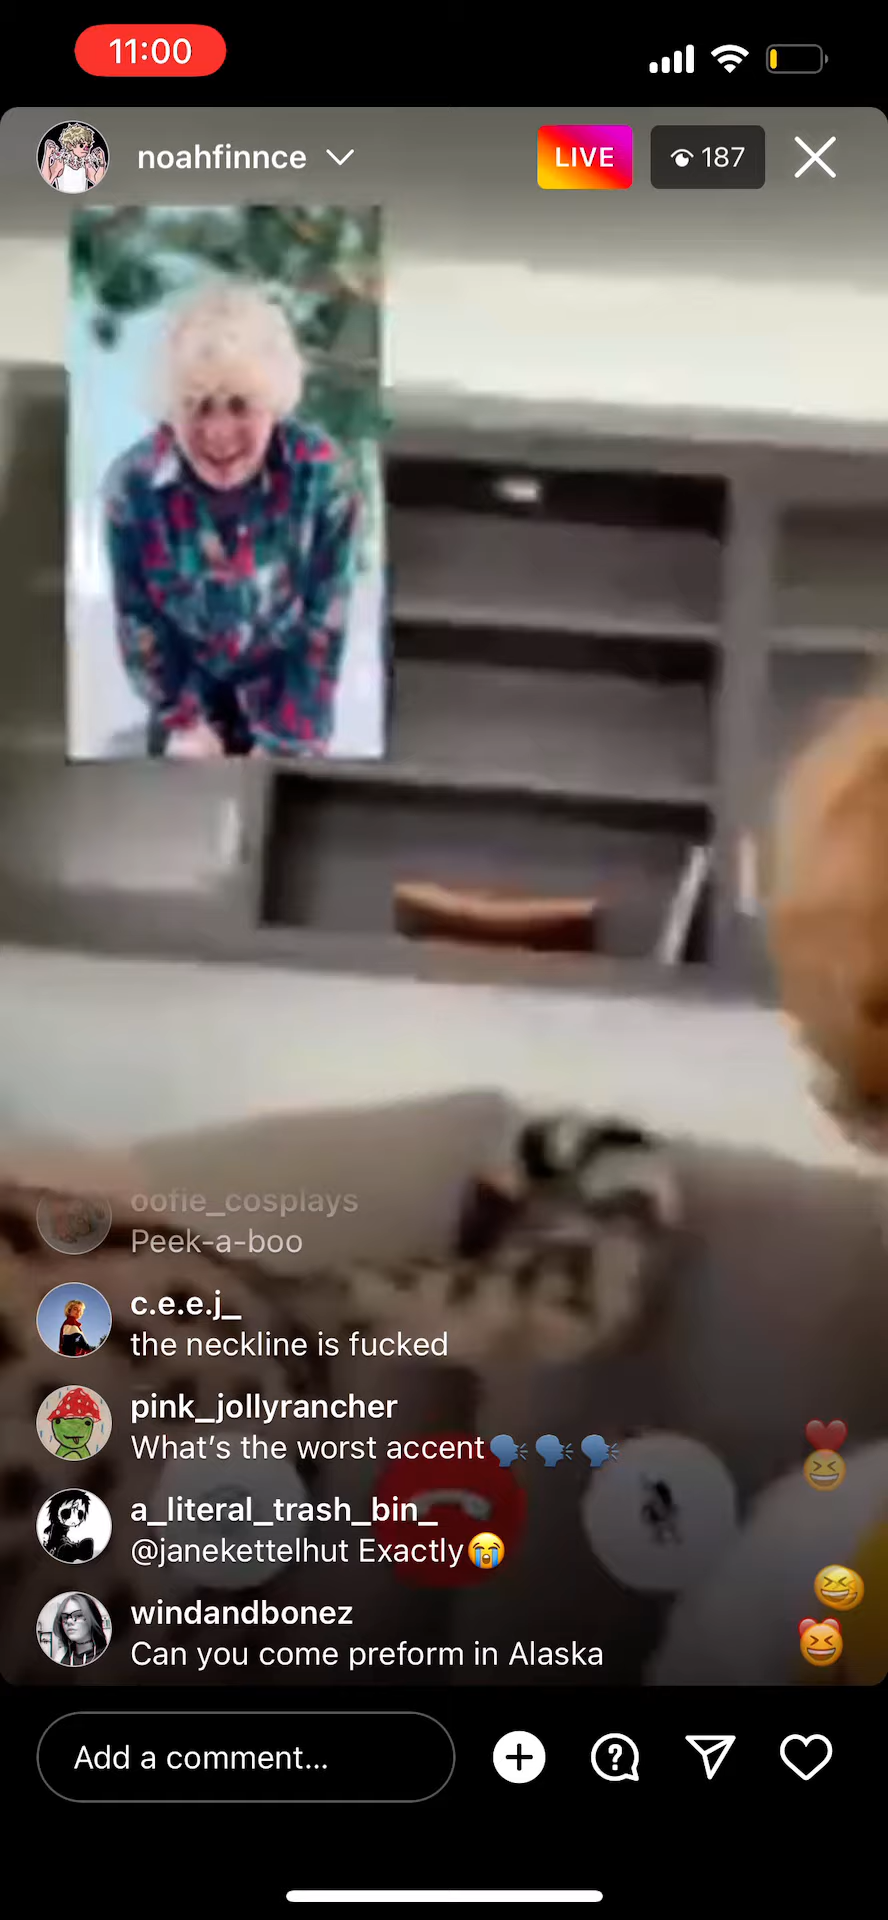 11:00
noahfinnce
LIVE
187
oofie_cosplays
Peek-a-boo
c.e.e.j_
the neckline is fucked
pink_jollyrancher
What's the worst accent🗣️🗣️🗣️
a_literal_trash_bin_
@janekettelhut Exactly😭
windandbonez
Can you come preform in Alaska
Add a comment...